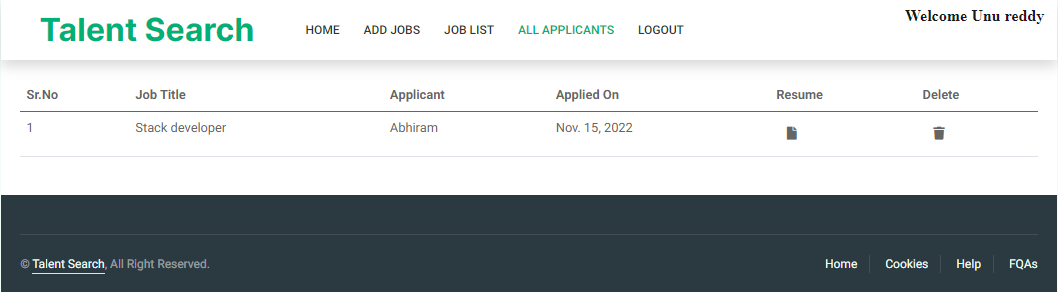 Talent Search HOME ADD JOBS JOB LIST ALL APPLICANTS LOGOUT Welcome Unu reddy
Sr.No Job Title Applicant Applied On Resume Delete
1 Stack developer Abhiram Nov. 15, 2022
© Talent Search, All Right Reserved. Home Cookies Help FQAs